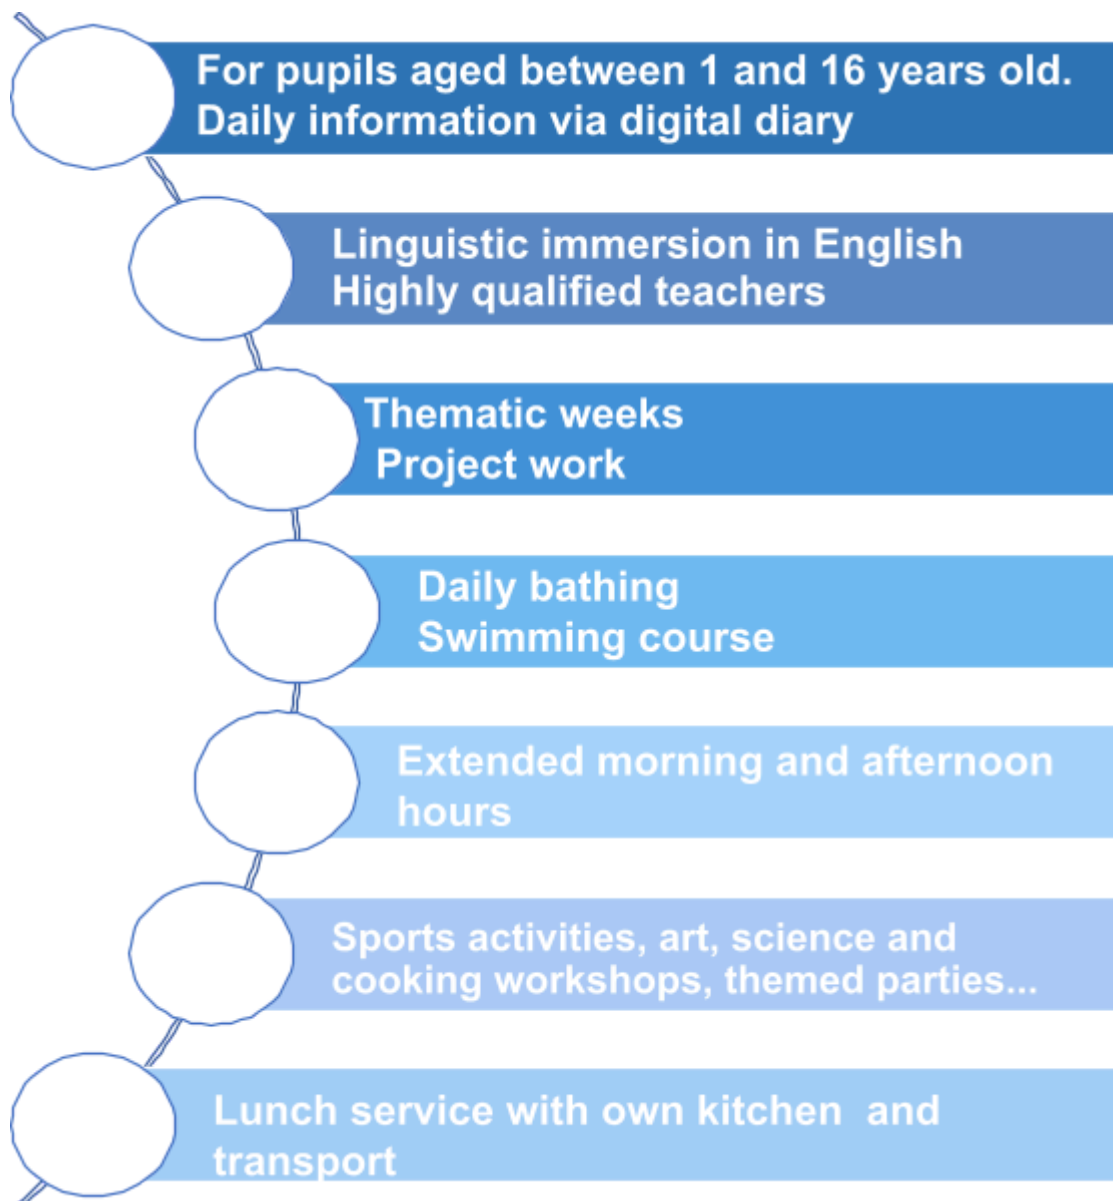 For pupils aged between 1 and 16 years old.
Daily information via digital diary
Linguistic immersion in English
Highly qualified teachers
Thematic weeks
Project work
Daily bathing
Swimming course
Extended morning and afternoon
hours
Sports activities, art, science and
cooking workshops, themed parties...
Lunch service with own kitchen  and
transport